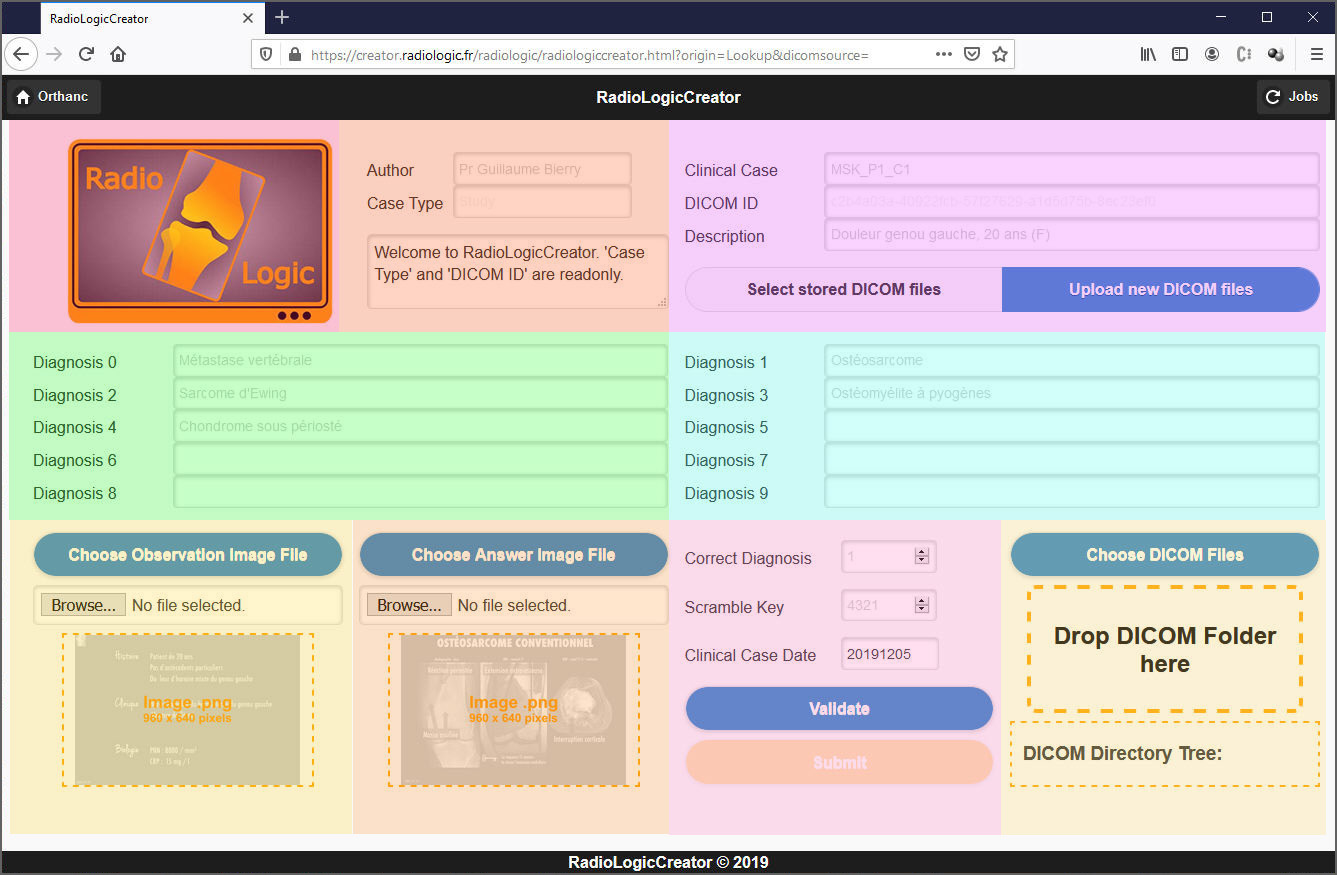 RadioLogicCreator
https://creator.radiologic.fr/radiologic/radiologiccreator.html?origin=Lookup&dicomsource=
Orthanc
RadioLogicCreator
Jobs
Radio
Logic
Author
Pr Guillaume Bierry
Case Type
Study
Welcome to RadioLogicCreator. 'Case
Type' and 'DICOM ID' are readonly.
Clinical Case
MSK_P1_C1
DICOM ID
Description
Douleur genou gauche, 20 ans (F)
Select stored DICOM files
Upload new DICOM files
Diagnosis 0
Métastase vertébrale
Diagnosis 1
Ostéosarcome
Diagnosis 2
Sarcome d'Ewing
Diagnosis 3
Ostéomyélite à pyogènes
Diagnosis 4
Chondrome sous périosté
Diagnosis 5
Diagnosis 6
Diagnosis 7
Diagnosis 8
Diagnosis 9
Choose Observation Image File
Browse... No file selected.
Histoire
Patient de 20 ans
Pas d'antécédents particuliers
Image .png
960 x 640 pixels
du genou gauche
Biologie
PNN : 8000 / mm³
CRP : 15 mg / l
Choose Answer Image File
Browse... No file selected.
OSTÉOSARCOME CONVENTIONNEL
Réaction périostée
Extension
Image .png
960 x 640 pixels
Interruption corticale
Correct Diagnosis
1
Scramble Key
4321
Clinical Case Date
20191205
Validate
Submit
Choose DICOM Files
Drop DICOM Folder
here
DICOM Directory Tree:
RadioLogicCreator © 2019